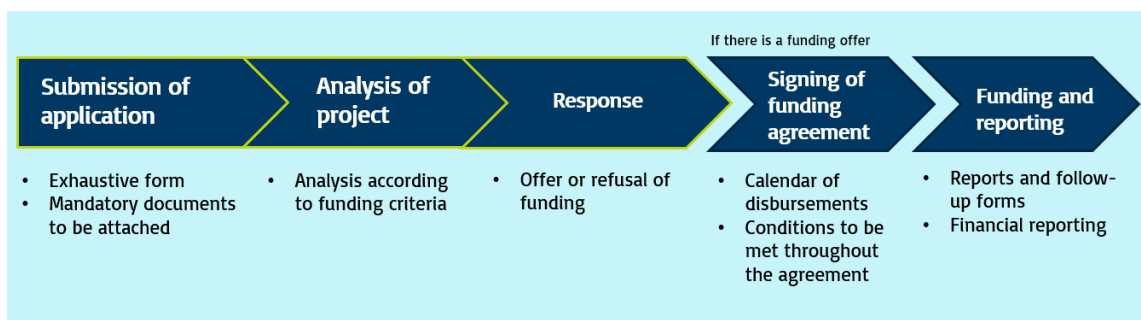 If there is a funding offer
Submission of
application
Analysis of
project
Response
Signing of
funding
agreement
Funding and
reporting
• Exhaustive form
• Mandatory documents
to be attached
• Analysis according
to funding criteria
• Offer or refusal of
funding
• Calendar of
disbursements
• Conditions to be
met throughout
the agreement
• Reports and follow-
up forms
• Financial reporting